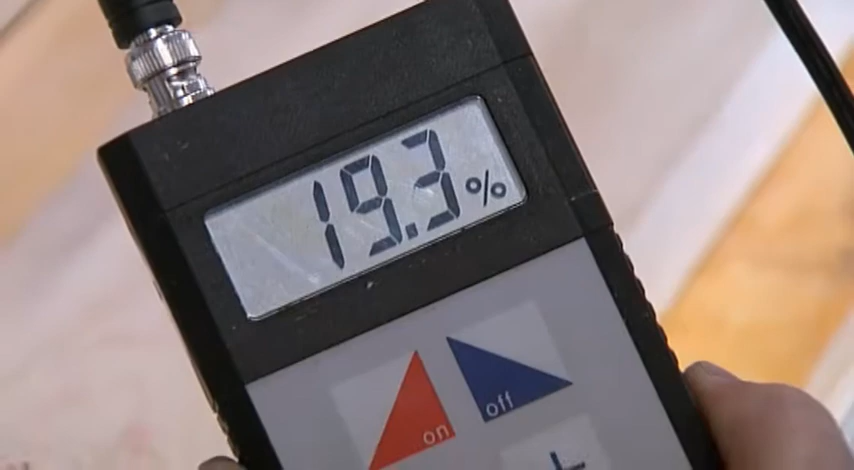 19.3 %
on off
+